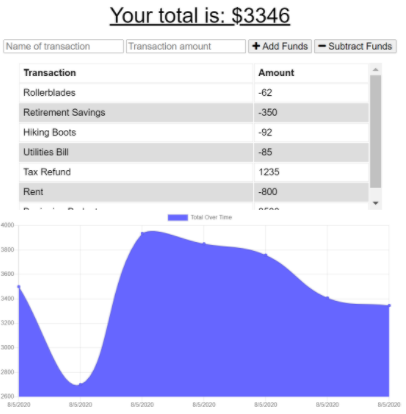 Your total is: $3346
Name of transaction Transaction amount + Add Funds − Subtract Funds
Transaction Amount
Rollerblades -62
Retirement Savings -350
Hiking Boots -92
Utilities Bill -85
Tax Refund 1235
Rent -800
Total Over Time
4000
3800
3600
3400
3200
3000
2800
2600
8/5/2020 8/5/2020 8/5/2020 8/5/2020 8/5/2020 8/5/2020 8/5/2020